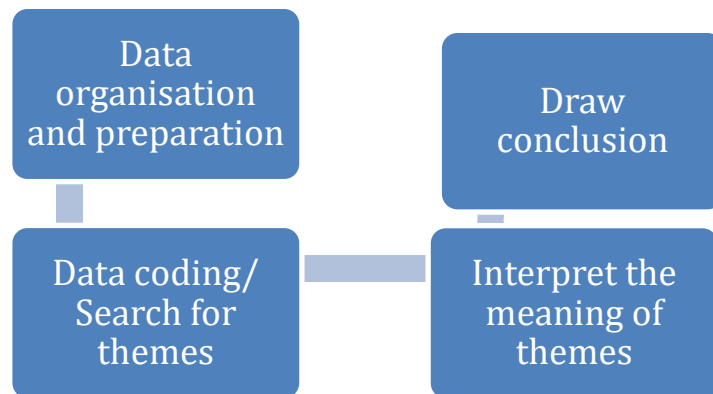 Data
organisation
and preparation
Data coding/
Search for
themes
Interpret the
meaning of
themes
Draw
conclusion